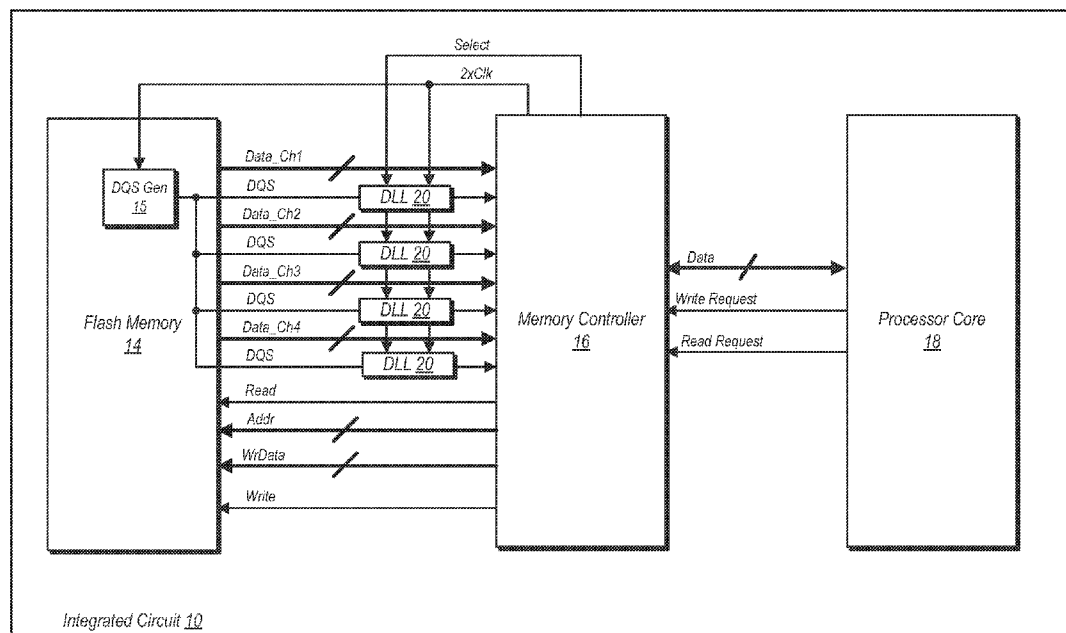 Select
2xClk
Data_Ch1
DQS Gen
15
DQS
DLL 20
Data_Ch2
DQS
DLL 20
Data_Ch3
DQS
DLL 20
Data_Ch4
DQS
DLL 20
Flash Memory
14
Read
Addr
WrData
Write
Memory Controller
16
Data
Write Request
Read Request
Processor Core
18
Integrated Circuit 10